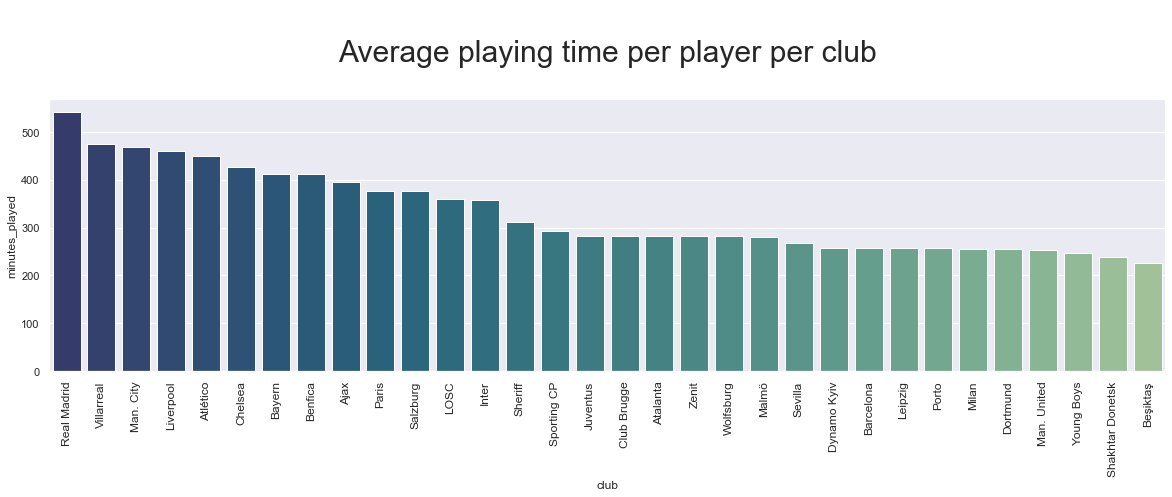 Average playing time per player per club
minutes_played
500
400
300
200
100
0
Real Madrid
Villarreal
Man. City
Liverpool
Atlético
Chelsea
Bayern
Benfica
Ajax
Paris
Salzburg
LOSC
Inter
Sheriff
Sporting CP
Juventus
Club Brugge
Atalanta
Zenit
Wolfsburg
Malmö
Sevilla
Dynamo Kyiv
Barcelona
Leipzig
Porto
Milan
Dortmund
Man. United
Young Boys
Shakhtar Donetsk
Beşiktaş
club